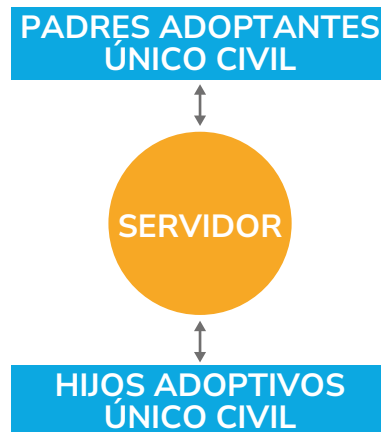 PADRES ADOPTANTES
ÚNICO CIVIL
SERVIDOR
HIJOS ADOPTIVOS
ÚNICO CIVIL